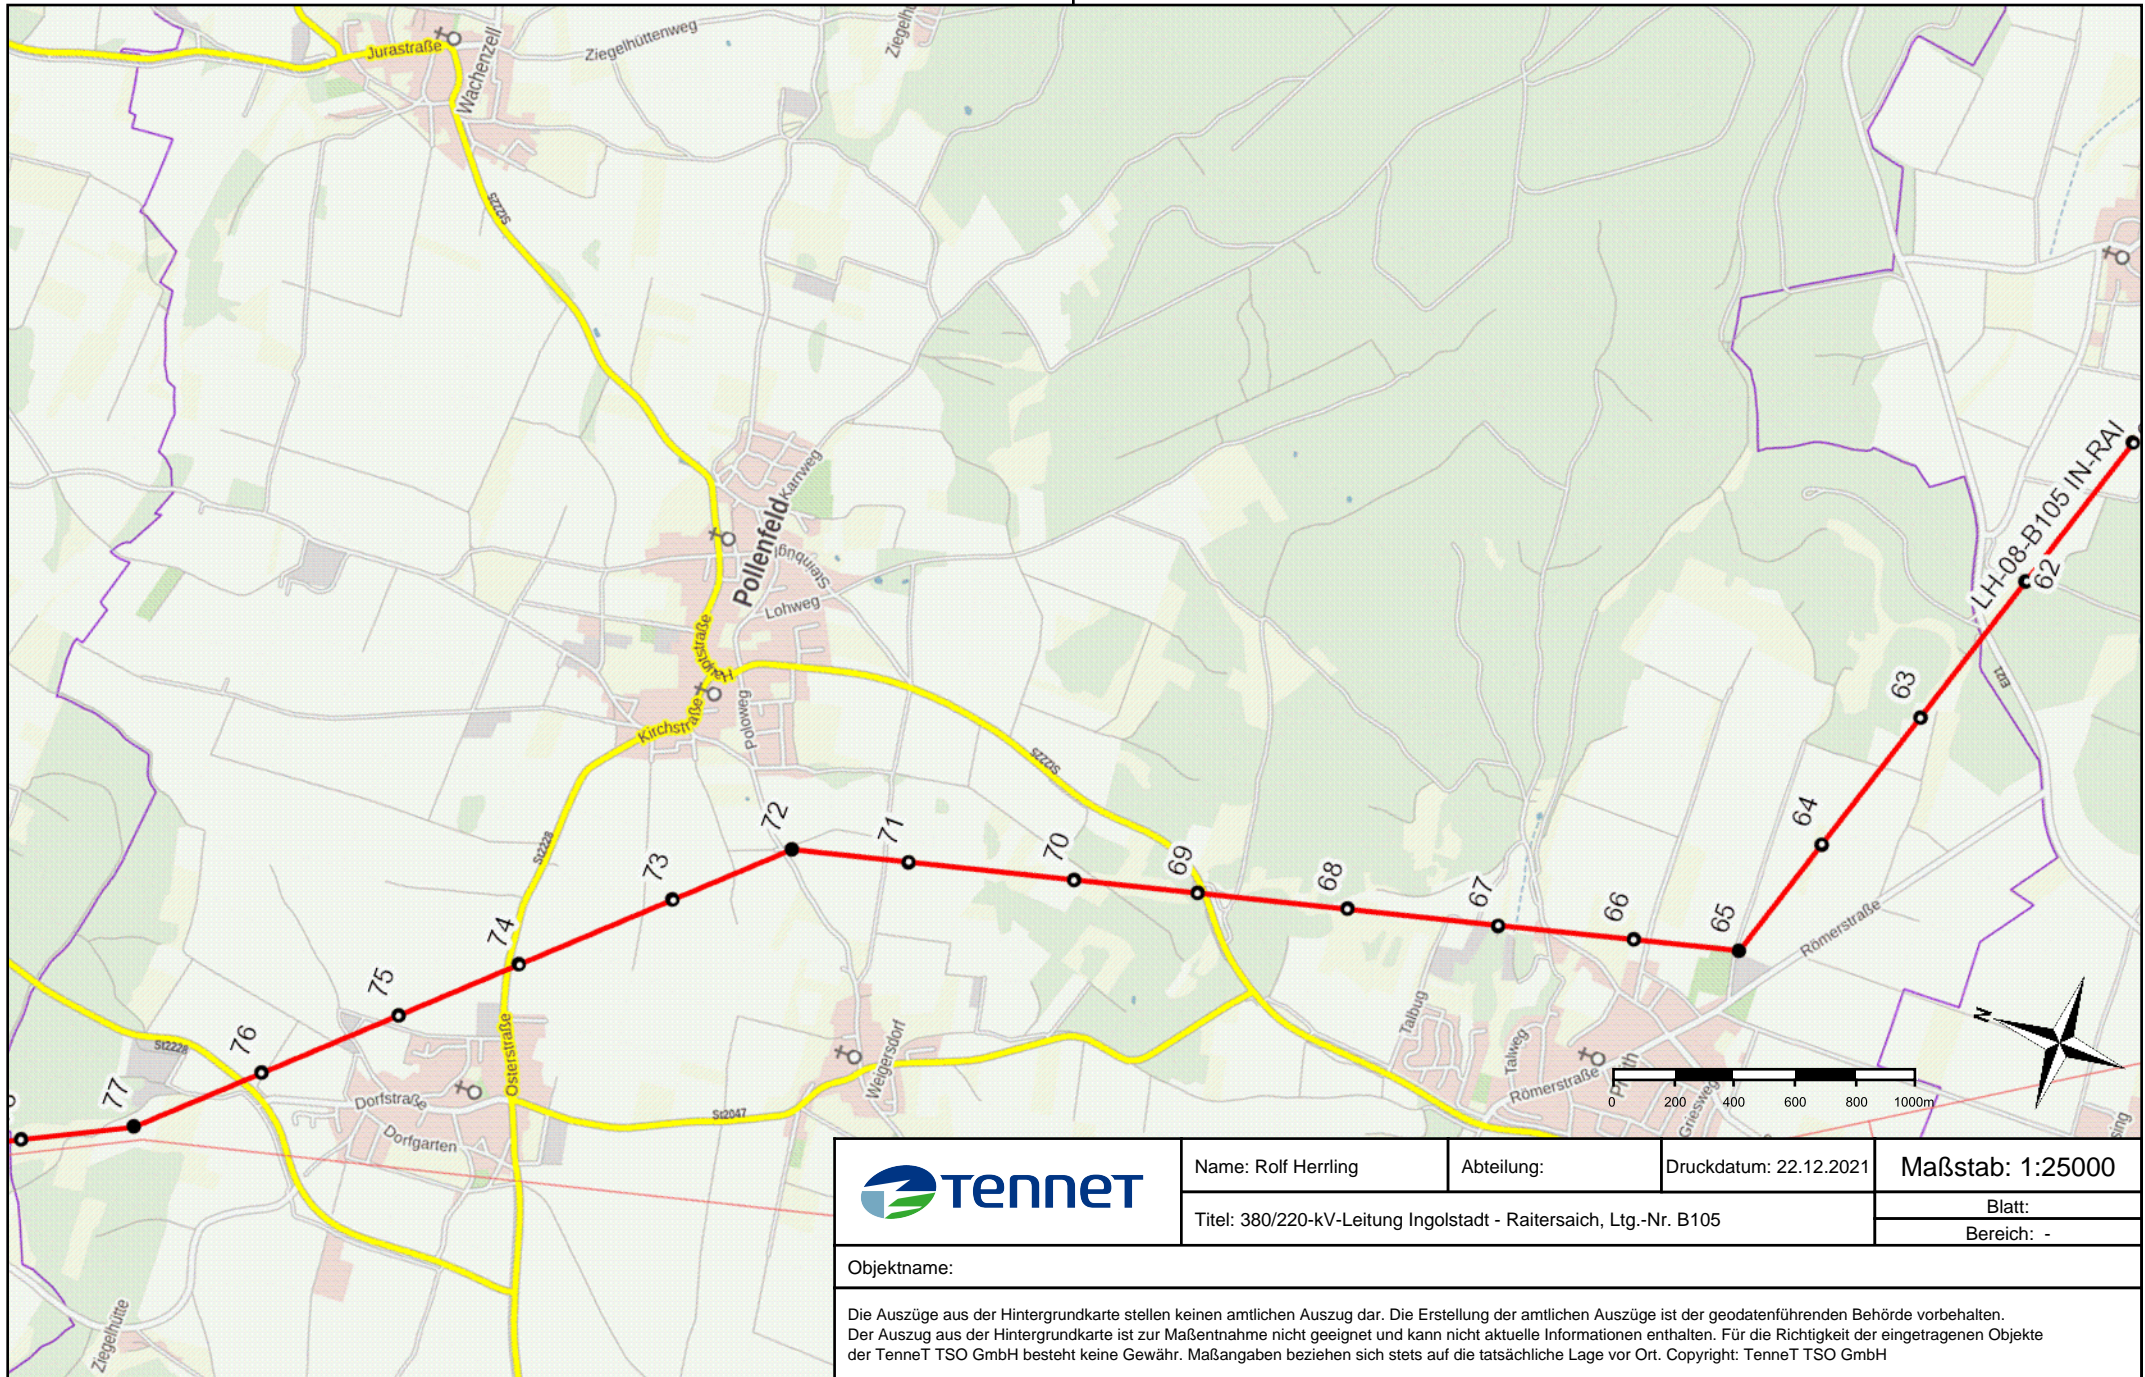 Jurastraße
Wachenzell
Ziegelhüttenweg
St2225
Pollenfeld
Karrweg
Steinbug
Lohweg
Hauptstraße
Kirchstraße
Poloweg
St2225
LH-08-B105 IN-RAI
62
63
EI21
64
65
66
67
68
69
70
71
72
73
74
75
76
77
St2228
St2228
Osterstraße
Dorfstraße
Dorfgarten
St2047
Weigersdorf
Talbug
Talweg
Römerstraße
Römerstraße
Griesweg
Ziegelhütte
N
0 200 400 600 800 1000m
TenneT
Name: Rolf Herrling
Abteilung:
Druckdatum: 22.12.2021
Maßstab: 1:25000
Titel: 380/220-kV-Leitung Ingolstadt - Raitersaich, Ltg.-Nr. B105
Blatt:
Bereich: -
Objektname:
Die Auszüge aus der Hintergrundkarte stellen keinen amtlichen Auszug dar. Die Erstellung der amtlichen Auszüge ist der geodatenführenden Behörde vorbehalten.
Der Auszug aus der Hintergrundkarte ist zur Maßentnahme nicht geeignet und kann nicht aktuelle Informationen enthalten. Für die Richtigkeit der eingetragenen Objekte
der TenneT TSO GmbH besteht keine Gewähr. Maßangaben beziehen sich stets auf die tatsächliche Lage vor Ort. Copyright: TenneT TSO GmbH